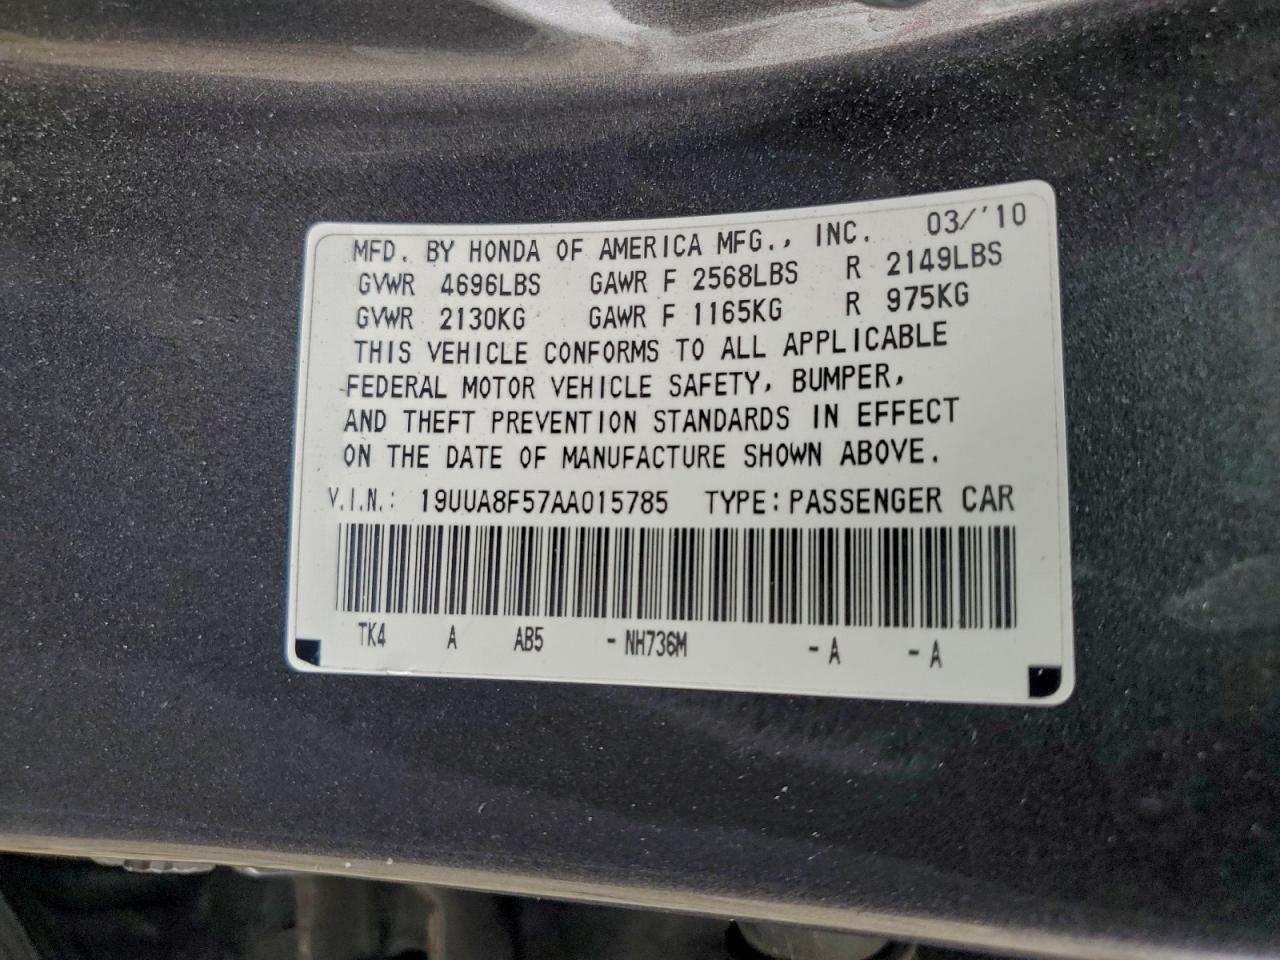 MFD. BY HONDA OF AMERICA MFG., INC. 03/'10
GVWR 4696LBS GAWR F 2568LBS R 2149LBS
GVWR 2130KG GAWR F 1165KG R 975KG
THIS VEHICLE CONFORMS TO ALL APPLICABLE
FEDERAL MOTOR VEHICLE SAFETY, BUMPER,
AND THEFT PREVENTION STANDARDS IN EFFECT
ON THE DATE OF MANUFACTURE SHOWN ABOVE.
V.I.N.: 19UUA8F57AA015785 TYPE: PASSENGER CAR
TK4 A AB5 -NH736M -A -A